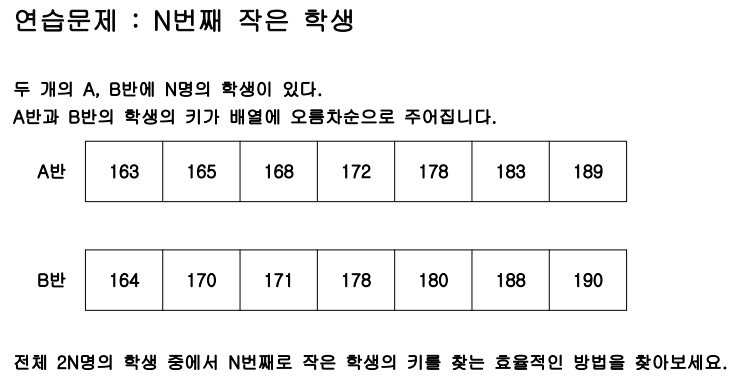 연습문제 : N번째 작은 학생
두 개의 A, B반에 N명의 학생이 있다.
A반과 B반의 학생의 키가 배열에 오름차순으로 주어집니다.
A반 163 165 168 172 178 183 189
B반 164 170 171 178 180 188 190
전체 2N명의 학생 중에서 N번째로 작은 학생의 키를 찾는 효율적인 방법을 찾아보세요.